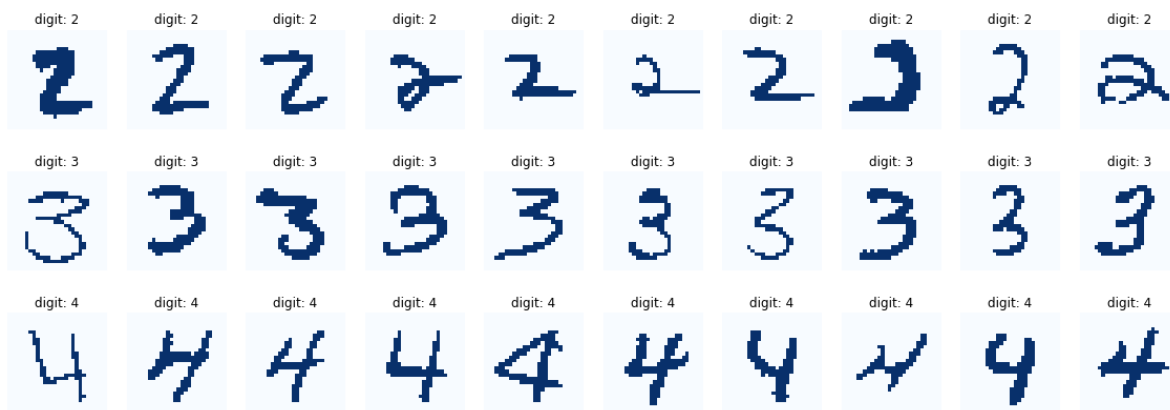 digit: 2 digit: 2 digit: 2 digit: 2 digit: 2 digit: 2 digit: 2 digit: 2 digit: 2 digit: 2
2 2 2 2 2 2 2 2 2 2
digit: 3 digit: 3 digit: 3 digit: 3 digit: 3 digit: 3 digit: 3 digit: 3 digit: 3 digit: 3
3 3 3 3 3 3 3 3 3 3
digit: 4 digit: 4 digit: 4 digit: 4 digit: 4 digit: 4 digit: 4 digit: 4 digit: 4 digit: 4
4 4 4 4 4 4 4 4 4 4